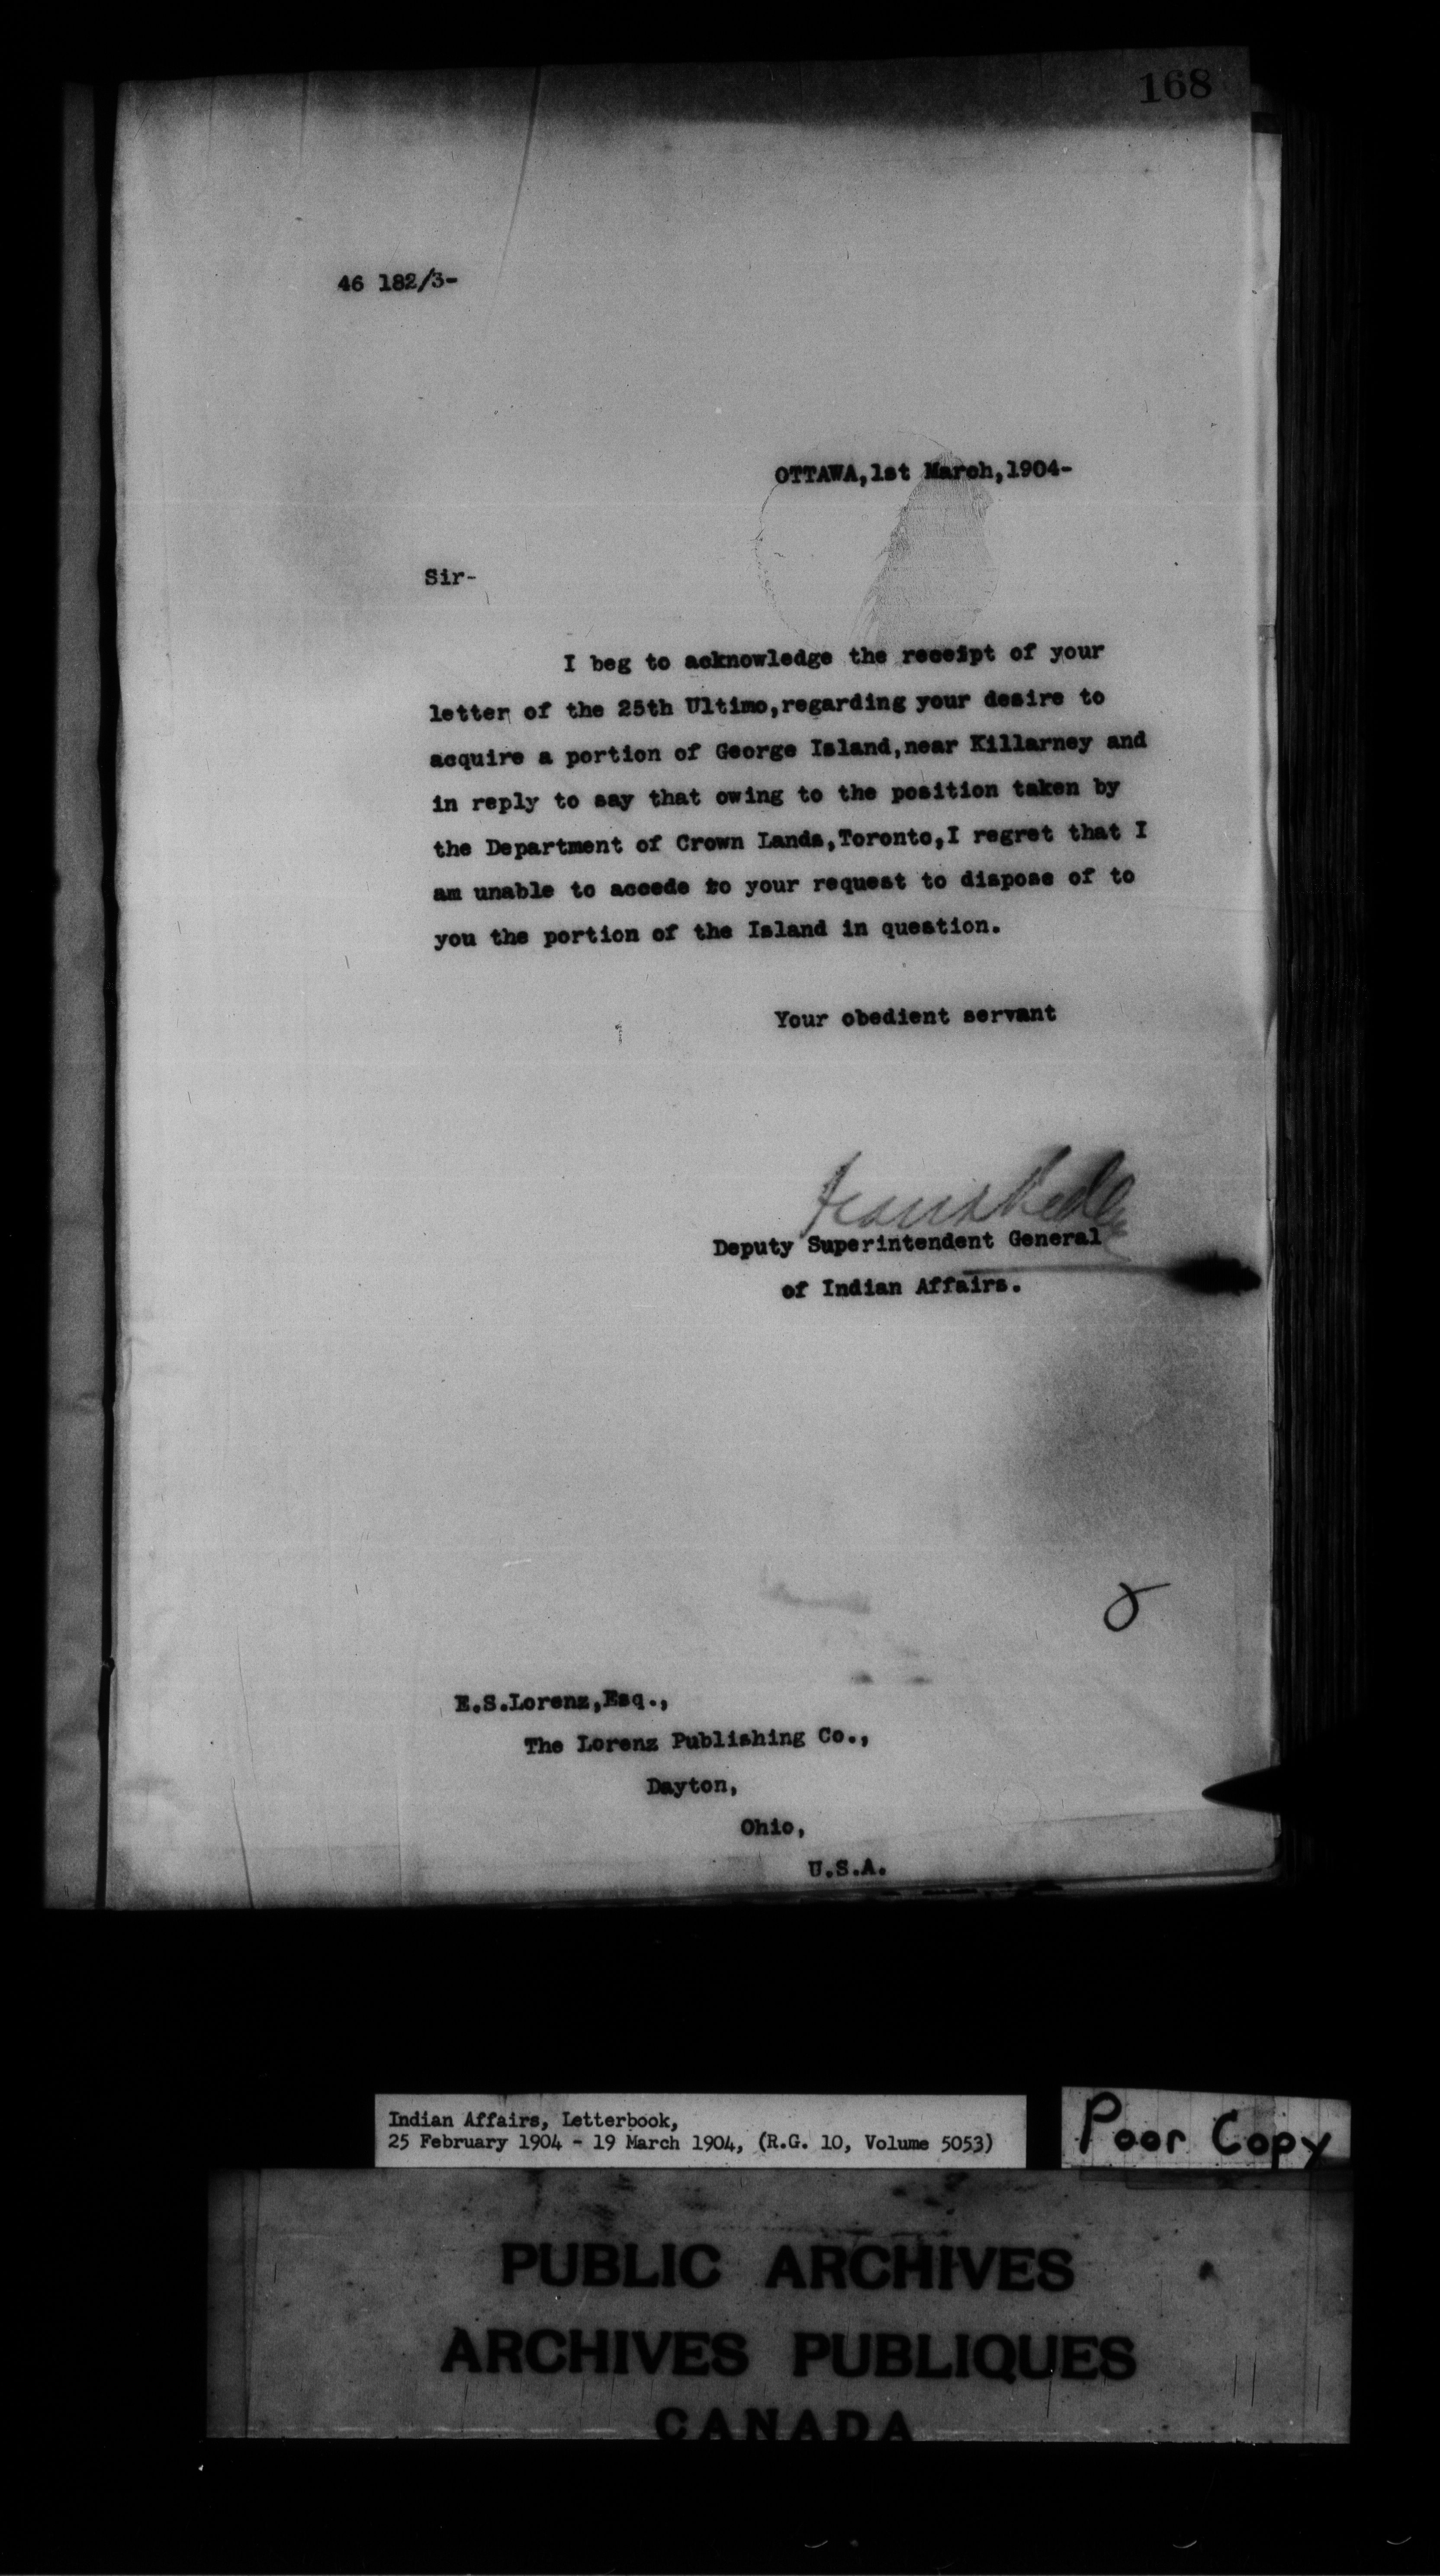 168
46 182/3-
OTTAWA,1st March,1904-
Sir-
I beg to acknowledge the receipt of your
letter of the 25th Ultimo,regarding your desire to
acquire a portion of George Island,near Killarney and
in reply to say that owing to the position taken by
the Department of Crown Lands,Toronto,I regret that I
am unable to accede to your request to dispose of to
you the portion of the Island in question.
Your obedient servant
Deputy Superintendent General
of Indian Affairs.
E.S.Lorenz,Esq.,
The Lorenz Publishing Co.,
Dayton,
Ohio,
U.S.A.
Indian Affairs, Letterbook,
25 February 1904 - 19 March 1904, (R.G. 10, Volume 5053)
Poor Copy
PUBLIC ARCHIVES
ARCHIVES PUBLIQUES
CANADA